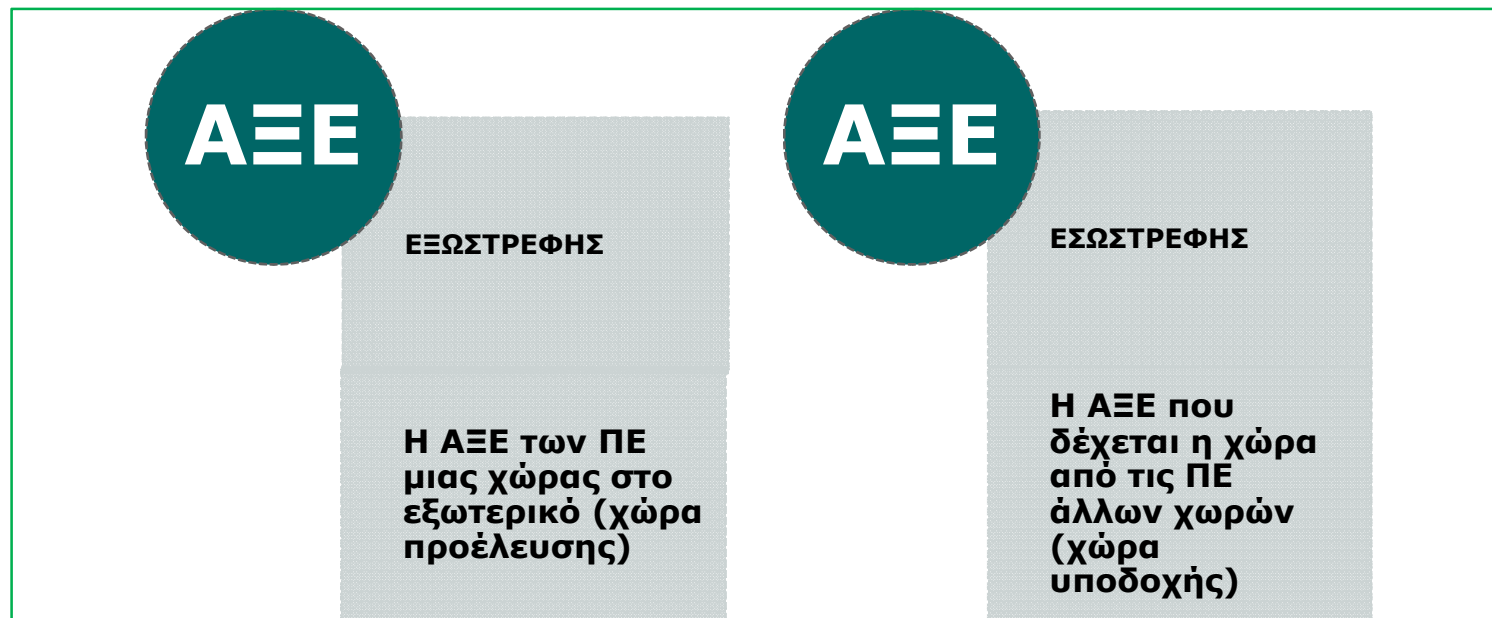 ΑΞΕ
ΕΞΩΣΤΡΕΦΗΣ
Η ΑΞΕ των ΠΕ
μιας χώρας στο
εξωτερικό (χώρα
προέλευσης)
ΑΞΕ
ΕΣΩΣΤΡΕΦΗΣ
Η ΑΞΕ που
δέχεται η χώρα
από τις ΠΕ
άλλων χωρών
(χώρα
υποδοχής)